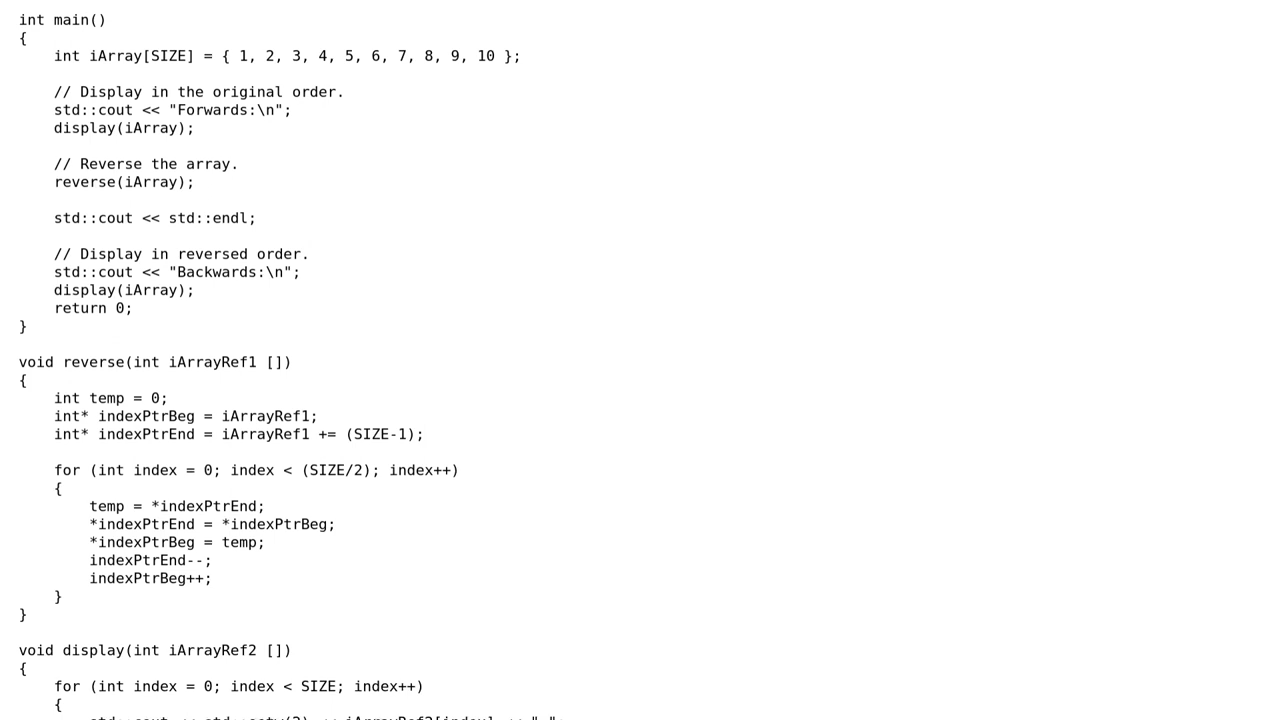 int main()
{
    int iArray[SIZE] = { 1, 2, 3, 4, 5, 6, 7, 8, 9, 10 };

    // Display in the original order.
    std::cout << "Forwards:\n";
    display(iArray);

    // Reverse the array.
    reverse(iArray);

    std::cout << std::endl;

    // Display in reversed order.
    std::cout << "Backwards:\n";
    display(iArray);
    return 0;
}

void reverse(int iArrayRef1 [])
{
    int temp = 0;
    int* indexPtrBeg = iArrayRef1;
    int* indexPtrEnd = iArrayRef1 += (SIZE-1);

    for (int index = 0; index < (SIZE/2); index++)
    {
        temp = *indexPtrEnd;
        *indexPtrEnd = *indexPtrBeg;
        *indexPtrBeg = temp;
        indexPtrEnd--;
        indexPtrBeg++;
    }
}

void display(int iArrayRef2 [])
{
    for (int index = 0; index < SIZE; index++)
    {